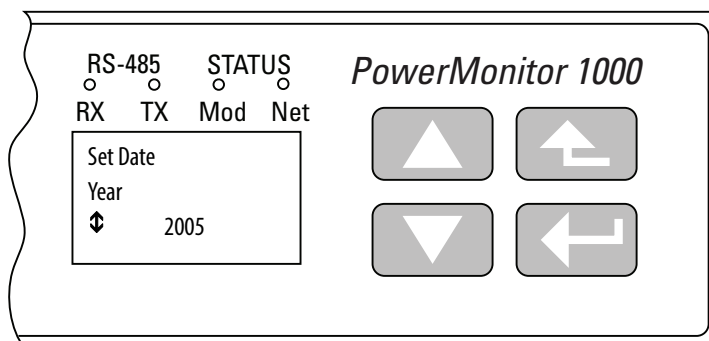 RS-485 STATUS
RX TX Mod Net
PowerMonitor 1000
Set Date
Year
2005